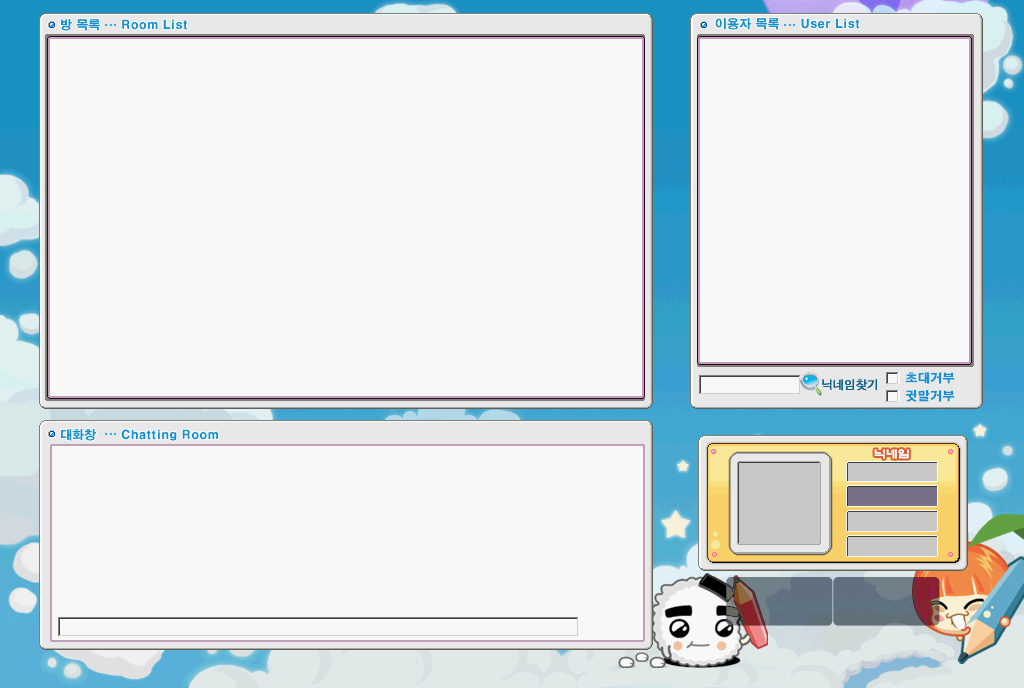 방 목록 ··· Room List
이용자 목록 ··· User List
닉네임찾기
초대거부
귓말거부
대화창 ··· Chatting Room
닉네임